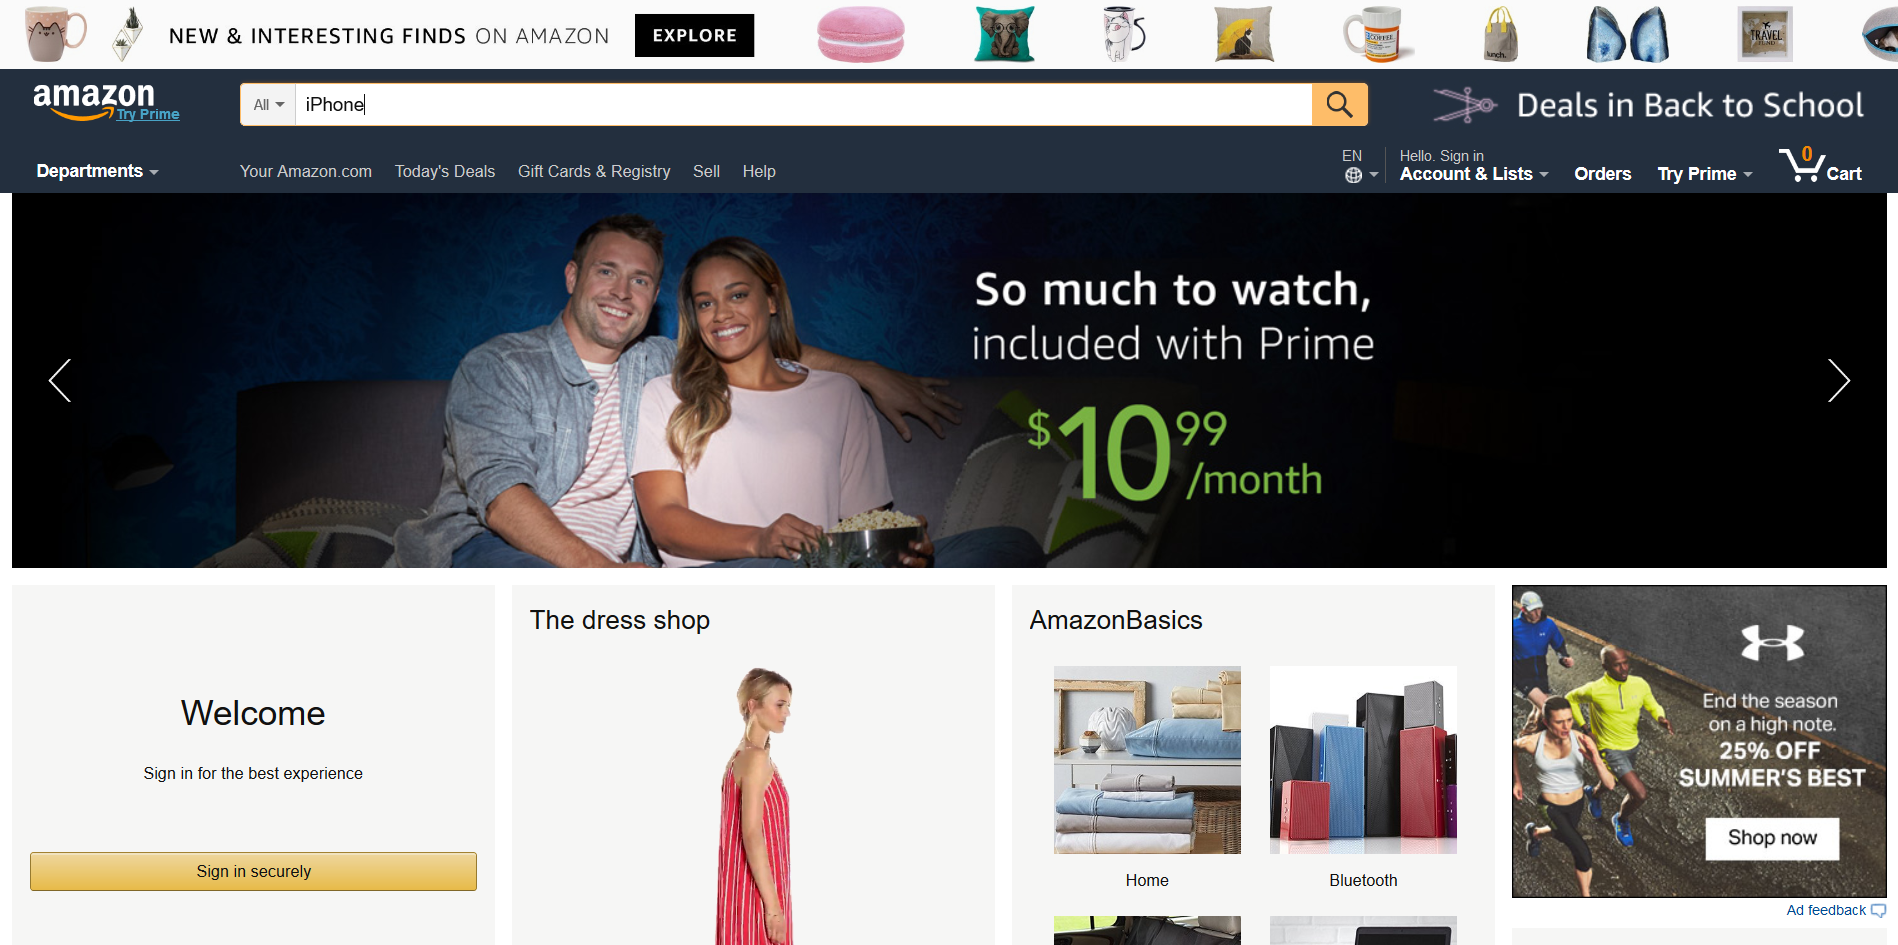 NEW & INTERESTING FINDS ON AMAZON
EXPLORE
COFFEE
lunch.
TRAVEL
FUND
amazon
Try Prime
All
iPhone
Deals in Back to School
Departments
Your Amazon.com
Today's Deals
Gift Cards & Registry
Sell
Help
EN
Hello. Sign in
Account & Lists
Orders
Try Prime
0
Cart
So much to watch,
included with Prime
$10.99
/month
Welcome
Sign in for the best experience
Sign in securely
The dress shop
AmazonBasics
Home
Bluetooth
End the season
on a high note.
25% OFF
SUMMER'S BEST
Shop now
Ad feedback